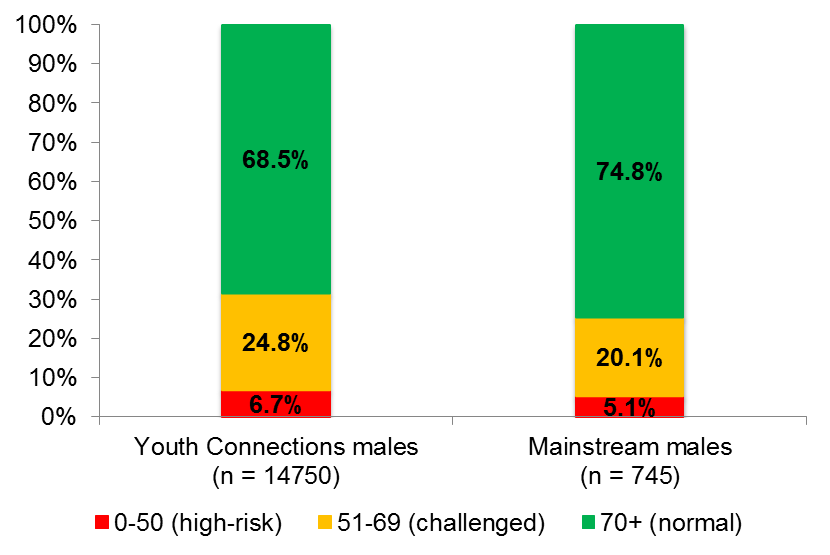 100%
90%
80%
70%
60%
50%
40%
30%
20%
10%
0%
68.5%
24.8%
6.7%
74.8%
20.1%
5.1%
Youth Connections males
(n = 14750)
Mainstream males
(n = 745)
0-50 (high-risk)
51-69 (challenged)
70+ (normal)